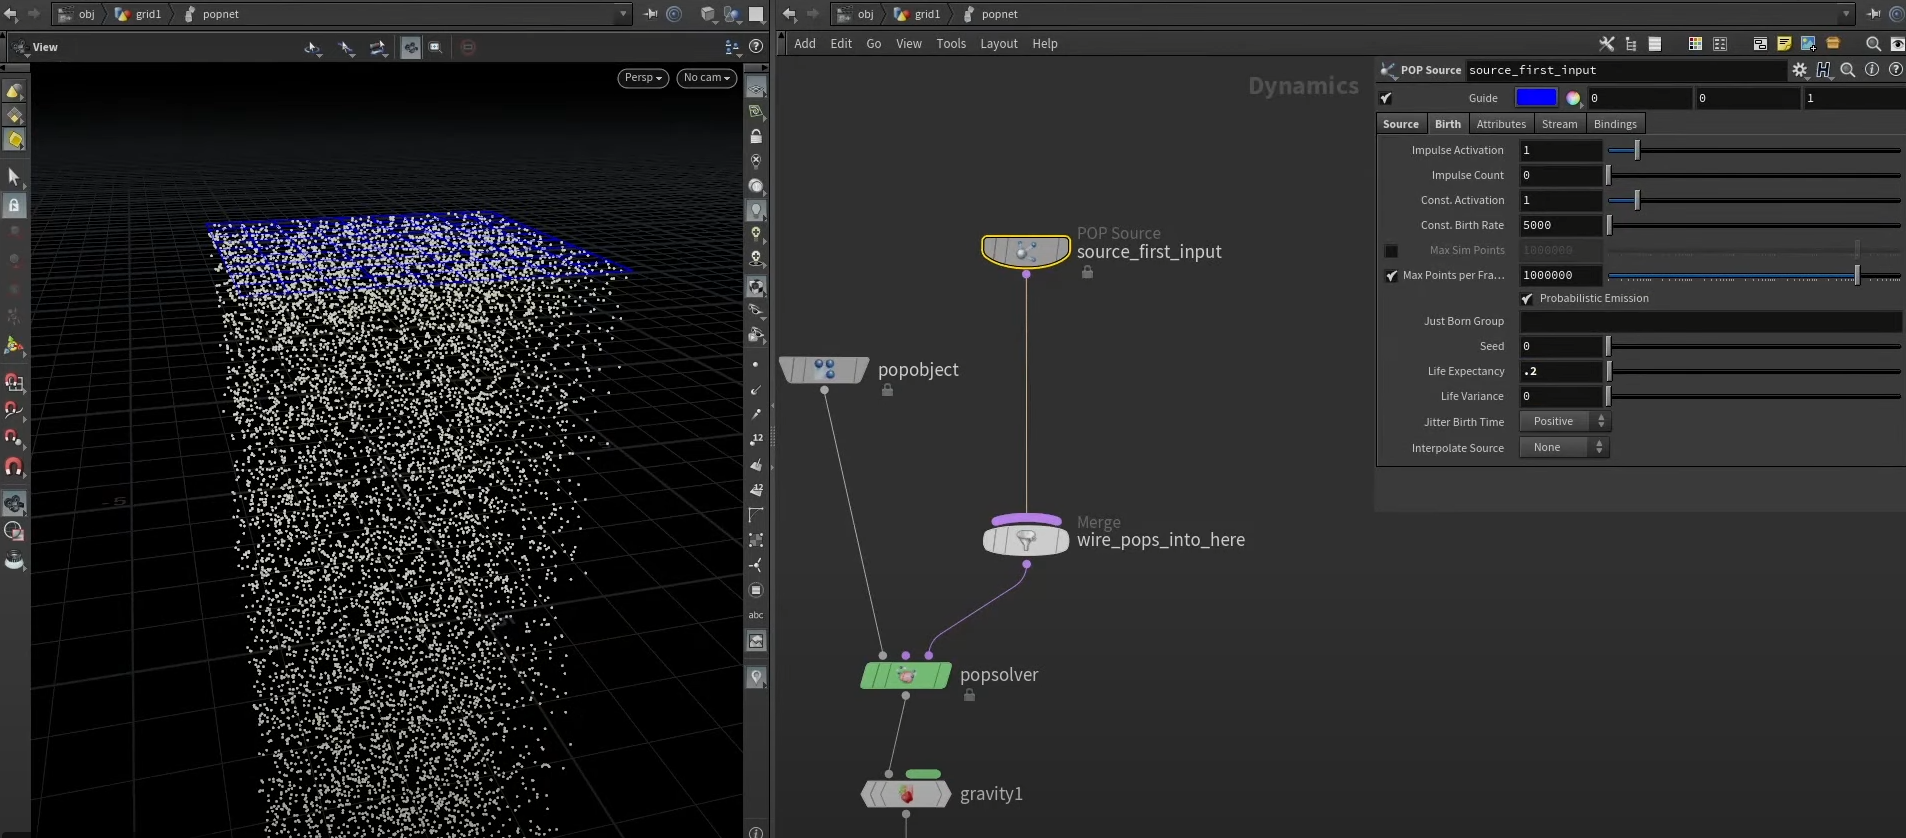 obj grid1 popnet
obj grid1 popnet
View
Add Edit Go View Tools Layout Help
Persp No cam
Dynamics
POP Source source_first_input
Guide 0 0 1
Source Birth Attributes Stream Bindings
Impulse Activation 1
Impulse Count 0
Const. Activation 1
Const. Birth Rate 5000
Max Sim Points 1000000
Max Points per Fra... 1000000
Probabilistic Emission
Just Born Group
Seed 0
Life Expectancy .2
Life Variance 0
Jitter Birth Time Positive
Interpolate Source None
POP Source
source_first_input
popobject
Merge
wire_pops_into_here
popsolver
gravity1
12
12
abc
-5